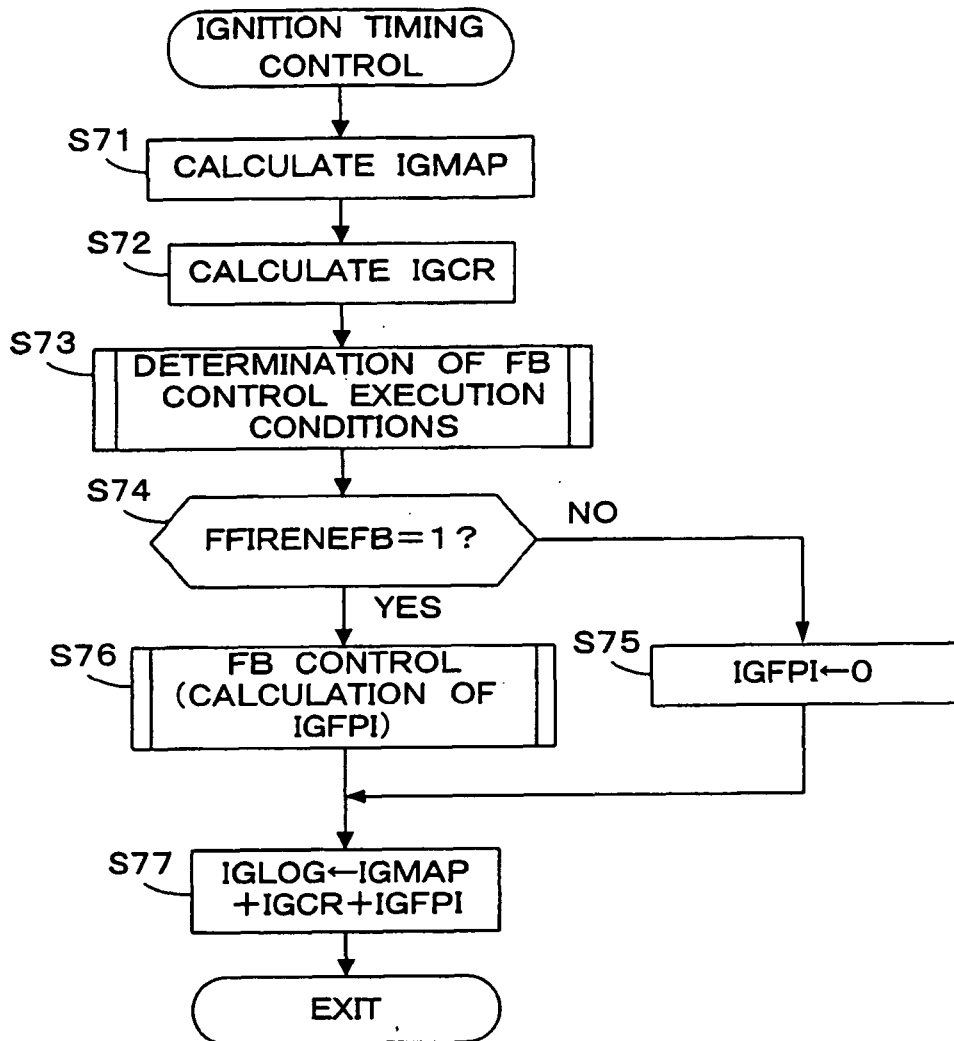 IGNITION TIMING
CONTROL
S71
CALCULATE IGMAP
S72
CALCULATE IGCR
S73
DETERMINATION OF FB
CONTROL EXECUTION
CONDITIONS
S74
FFIRENEFB=1?
NO
YES
S76
FB CONTROL
(CALCULATION OF
IGFPI)
S75
IGFPI←0
S77
IGLOG←IGMAP
+IGCR+IGFPI
EXIT